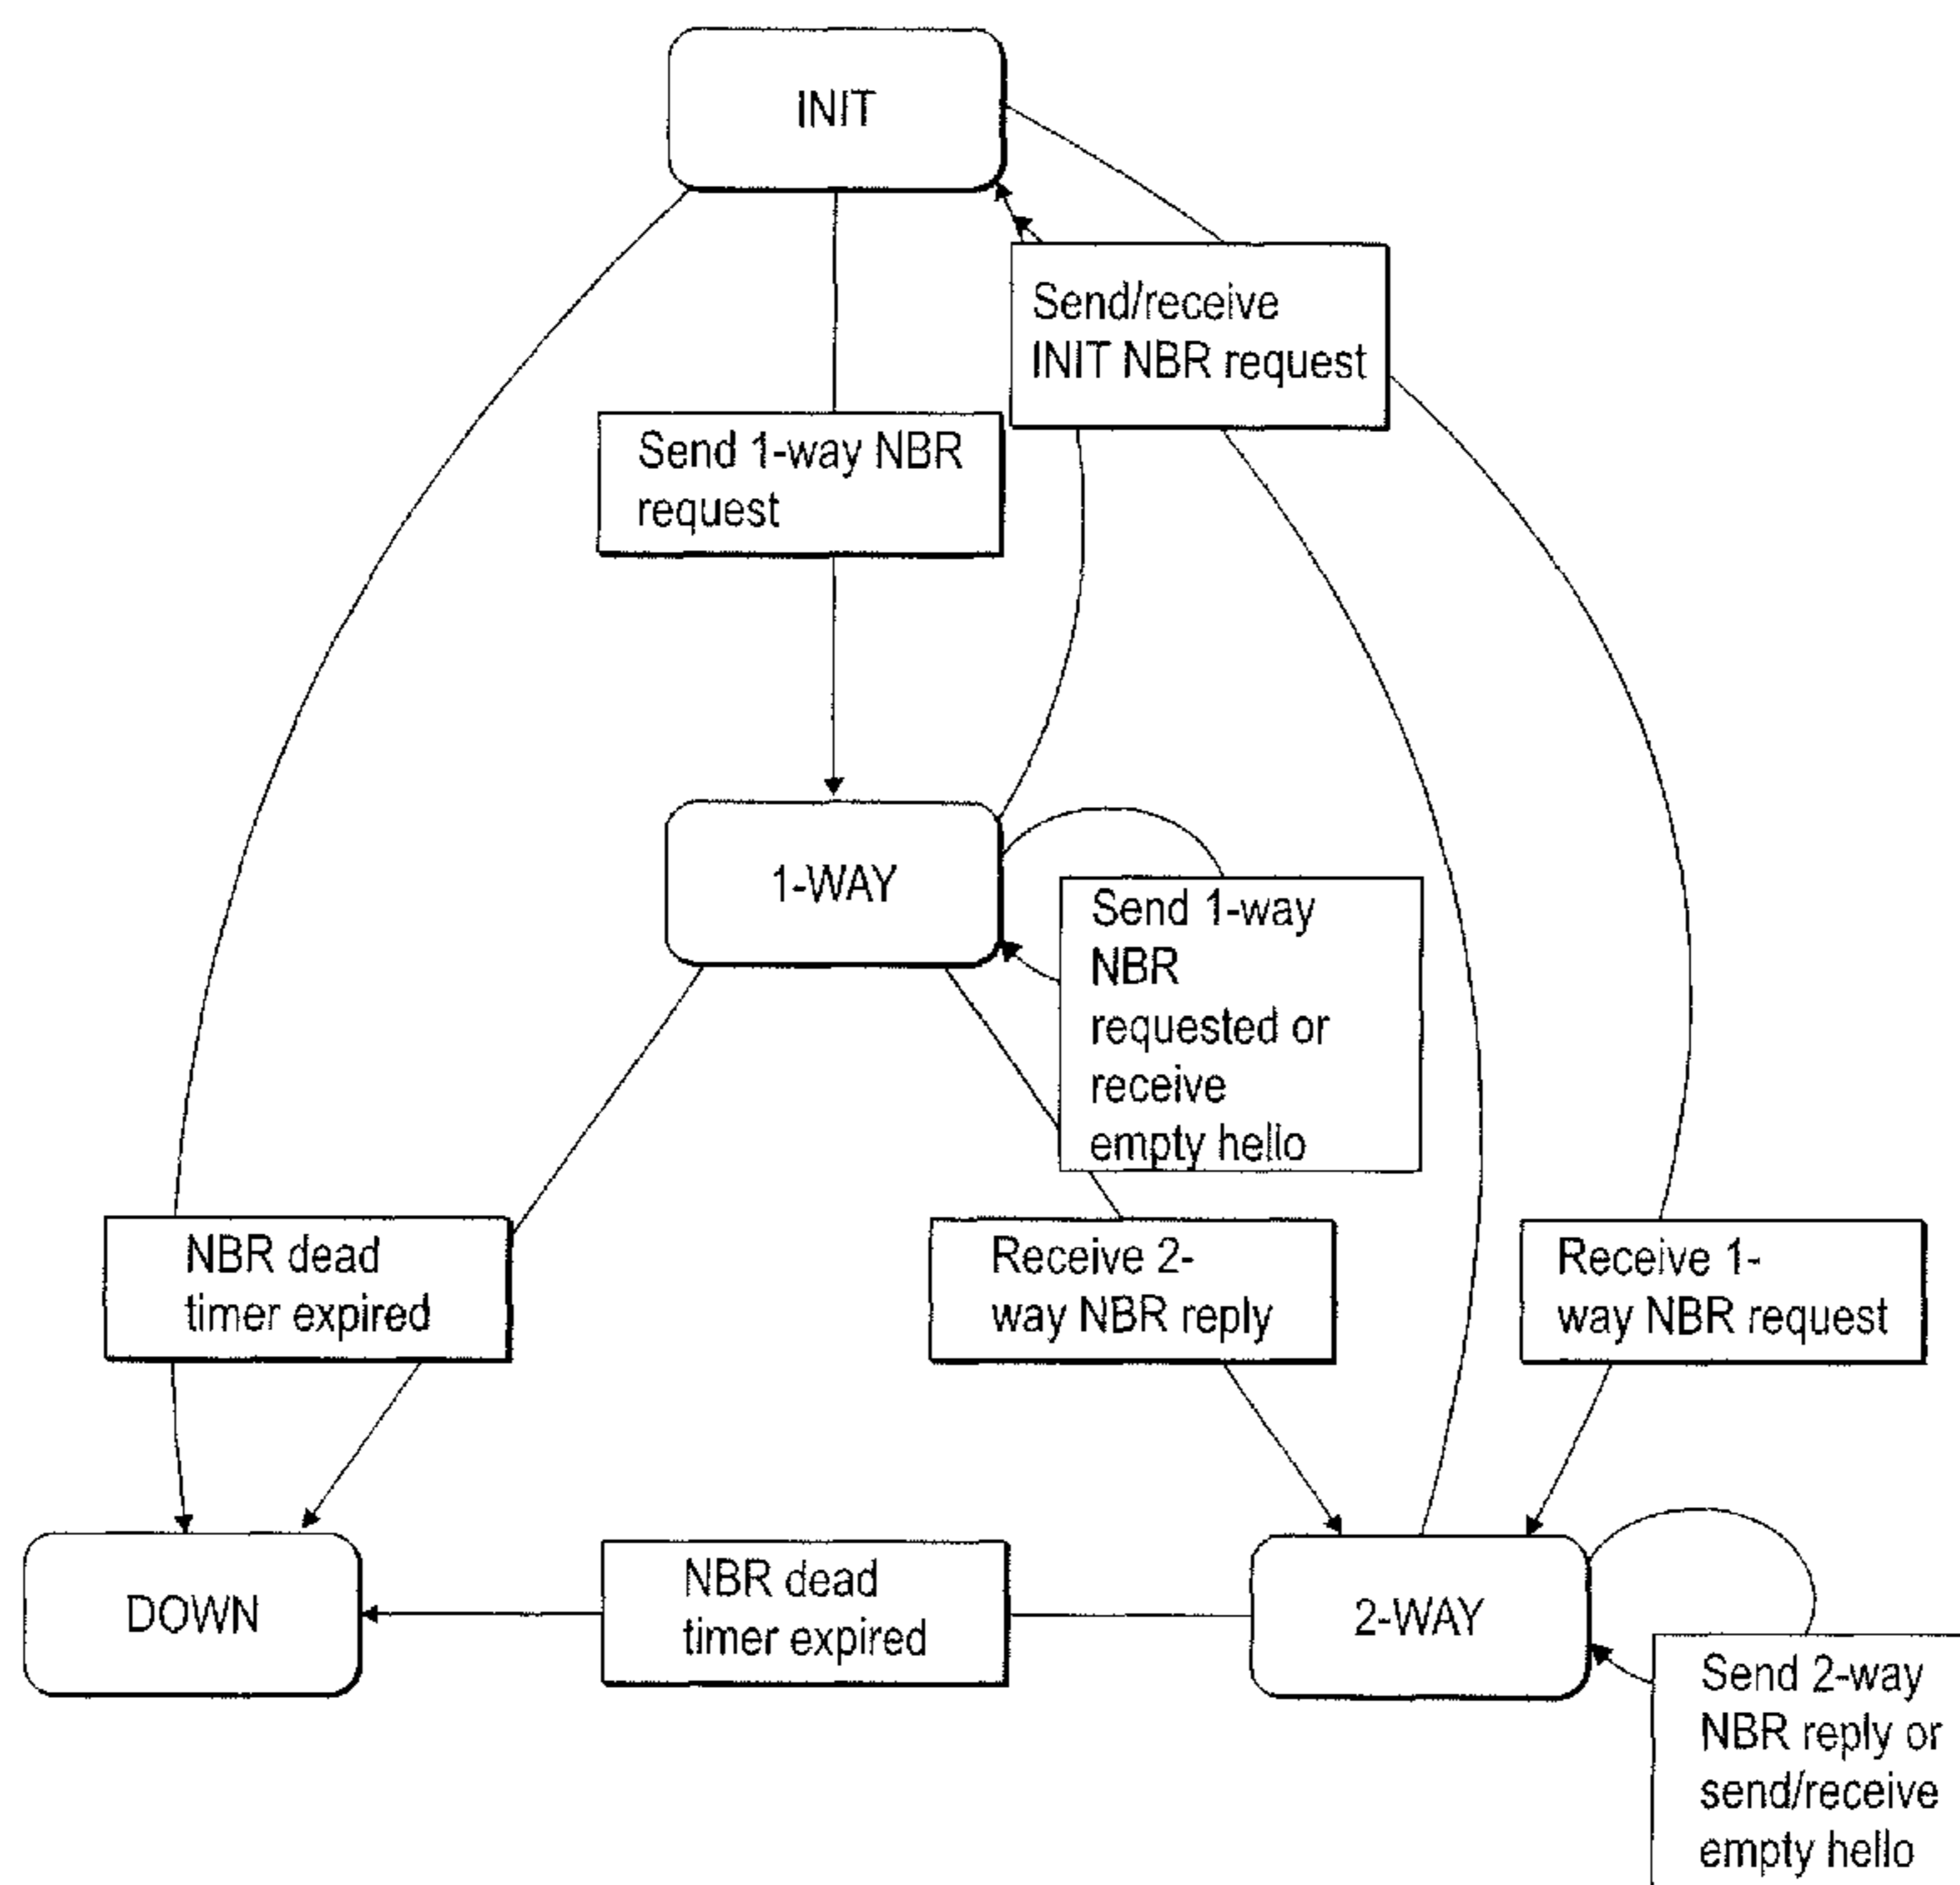 INIT
Send/receive
INIT NBR request
Send 1-way NBR
request
1-WAY
Send 1-way
NBR
requested or
receive
empty hello
NBR dead
timer expired
Receive 2-
way NBR reply
Receive 1-
way NBR request
DOWN
NBR dead
timer expired
2-WAY
Send 2-way
NBR reply or
send/receive
empty hello